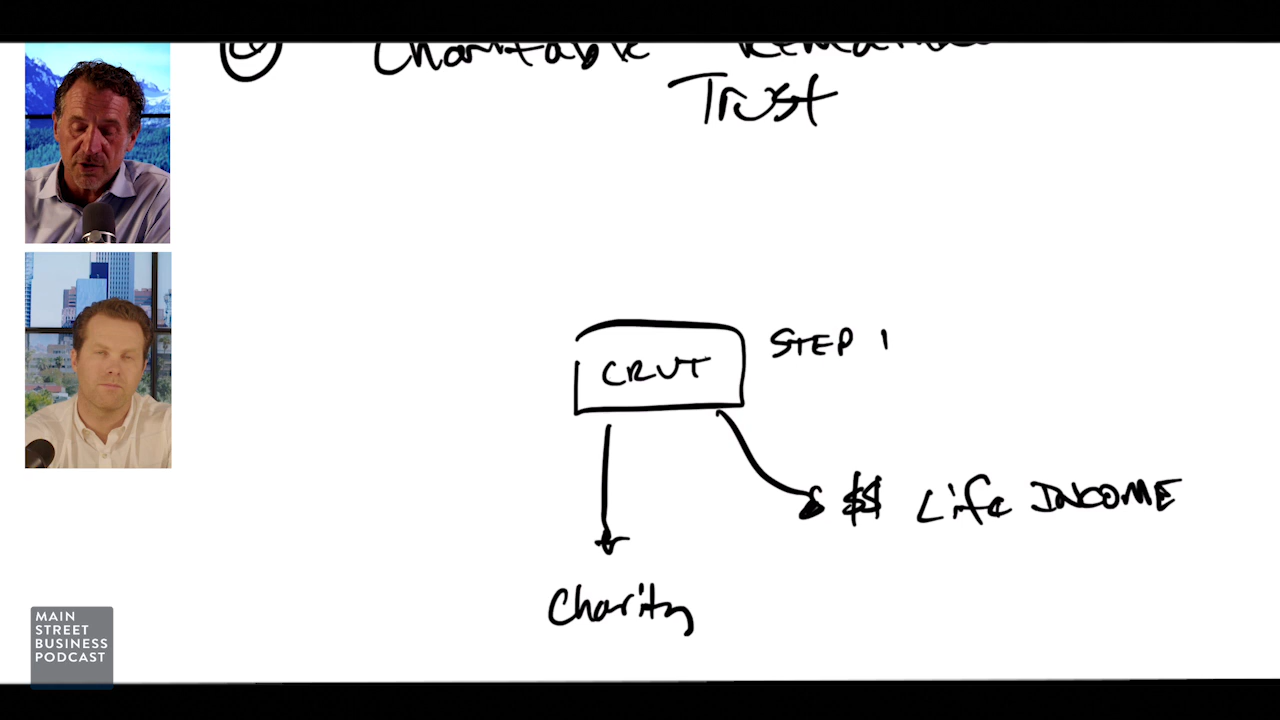 Charitable
Trust
CRUT
STEP 1
$$ Life INCOME
Charity
MAIN
STREET
BUSINESS
PODCAST